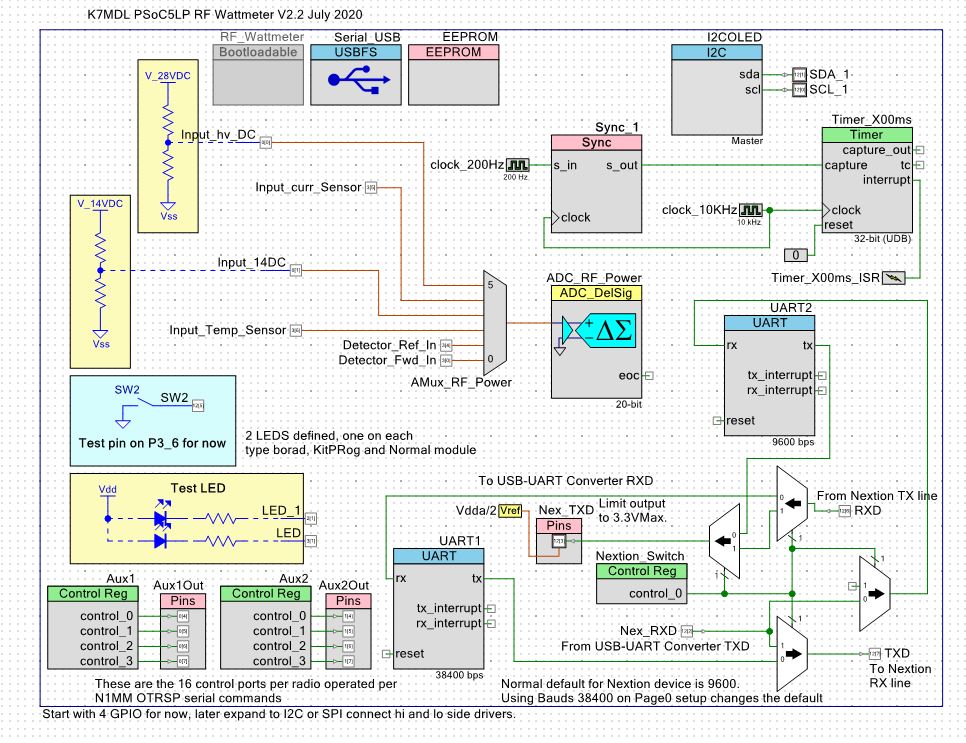 K7MDL PSoC5LP RF Wattmeter V2.2 July 2020
RF_Wattmeter
Bootloadable
Serial_USB
USBFS
EEPROM
EEPROM
I2COLED
I2C
sda
scl
SDA_1
SCL_1
Master
V_28VDC
Input_hv_DC
Vss
Input_curr_Sensor
V_14VDC
Input_14DC
Vss
Input_Temp_Sensor
Detector_Ref_In
Detector_Fwd_In
5
0
AMux_RF_Power
Sync_1
Sync
clock_200Hz
200 Hz
s_in
s_out
clock
Timer_X00ms
Timer
capture_out
capture
tc
interrupt
clock_10KHz
10 kHz
clock
reset
32-bit (UDB)
0
Timer_X00ms_ISR
ADC_RF_Power
ADC_DelSig
ΔΣ
eoc
20-bit
UART2
UART
rx
tx
tx_interrupt
rx_interrupt
reset
9600 bps
SW2
SW2
Test pin on P3_6 for now
2 LEDS defined, one on each
type borad, KitPRog and Normal module
Test LED
Vdd
LED_1
LED
To USB-UART Converter RXD
Vdda/2
Vref
Nex_TXD
Pins
Limit output
to 3.3VMax.
From Nextion TX line
RXD
0
1
0
1
1
1
1
1
UART1
UART
rx
tx
tx_interrupt
rx_interrupt
reset
38400 bps
Nextion_Switch
Control Reg
control_0
Nex_RXD
From USB-UART Converter TXD
TXD
To Nextion
RX line
Aux1
Control Reg
control_0
control_1
control_2
control_3
Aux1Out
Pins
Aux2
Control Reg
control_0
control_1
control_2
control_3
Aux2Out
Pins
These are the 16 control ports per radio operated per
N1MM OTRSP serial commands
Normal default for Nextion device is 9600.
Using Bauds 38400 on Page0 setup changes the default
Start with 4 GPIO for now, later expand to I2C or SPI connect hi and lo side drivers.